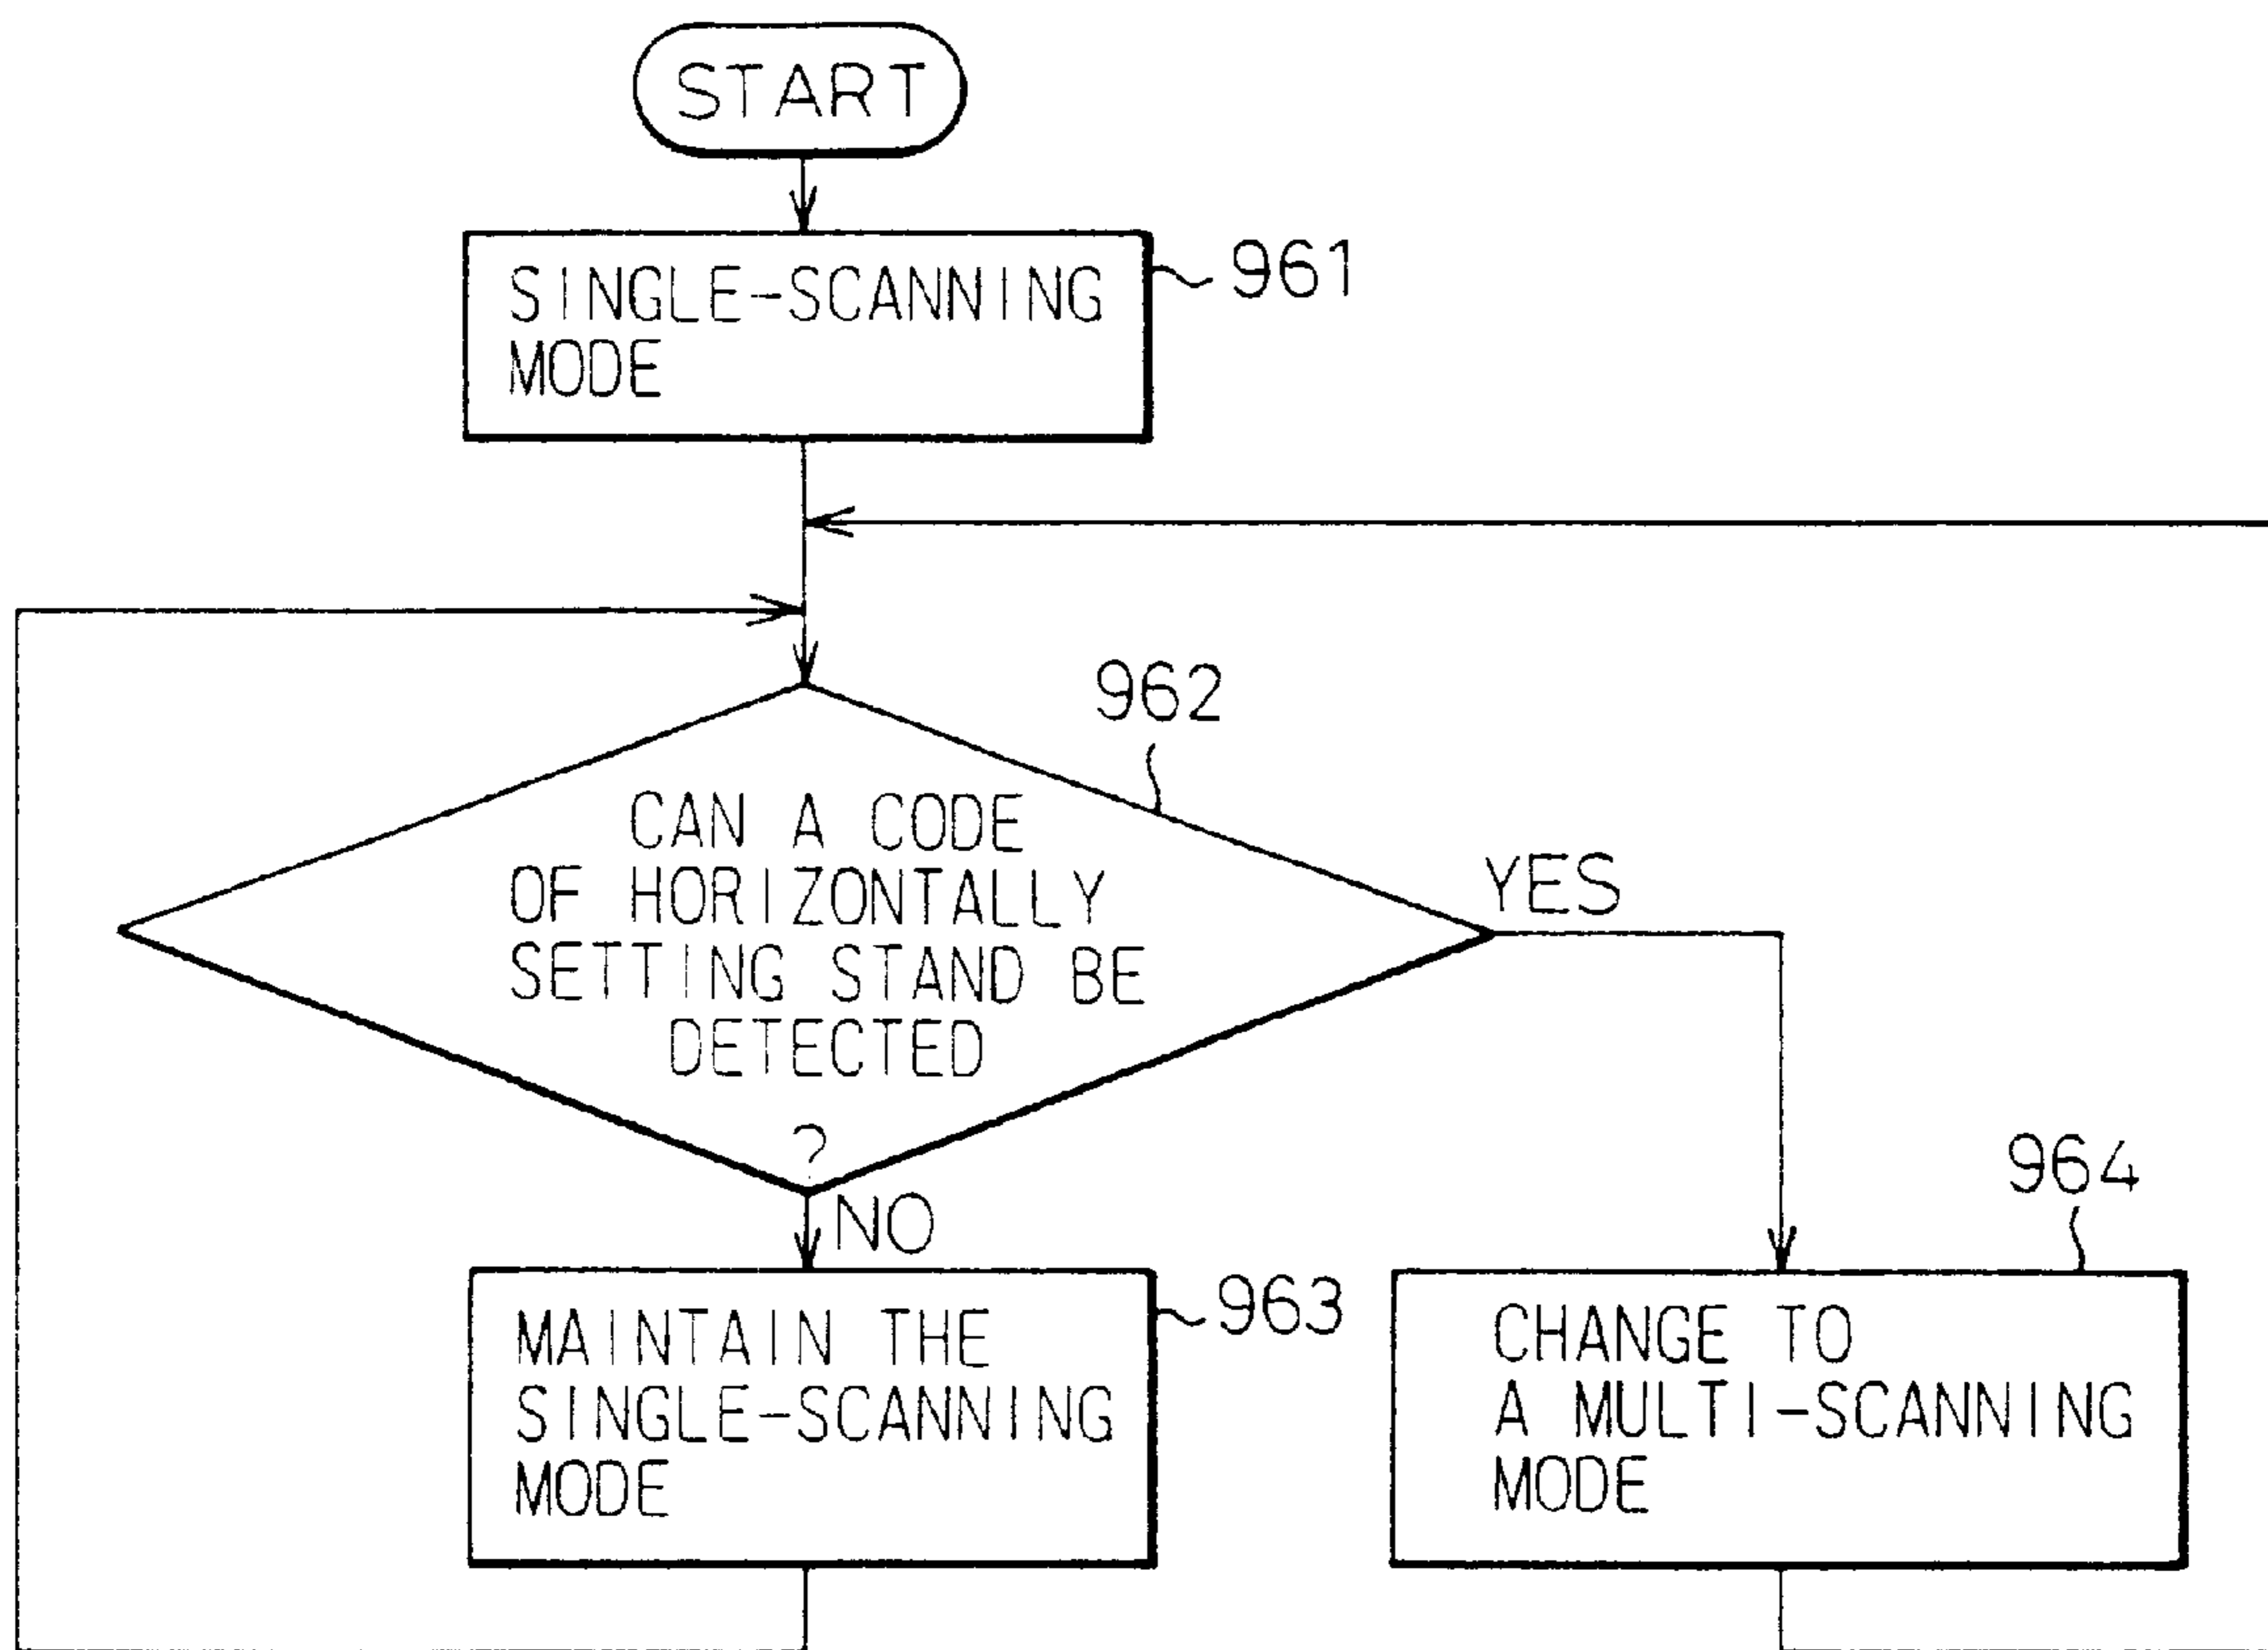 START
SINGLE-SCANNING
MODE
961
962
CAN A CODE
OF HORIZONTALLY
SETTING STAND BE
DETECTED
?
YES
NO
MAINTAIN THE
SINGLE-SCANNING
MODE
963
964
CHANGE TO
A MULTI-SCANNING
MODE